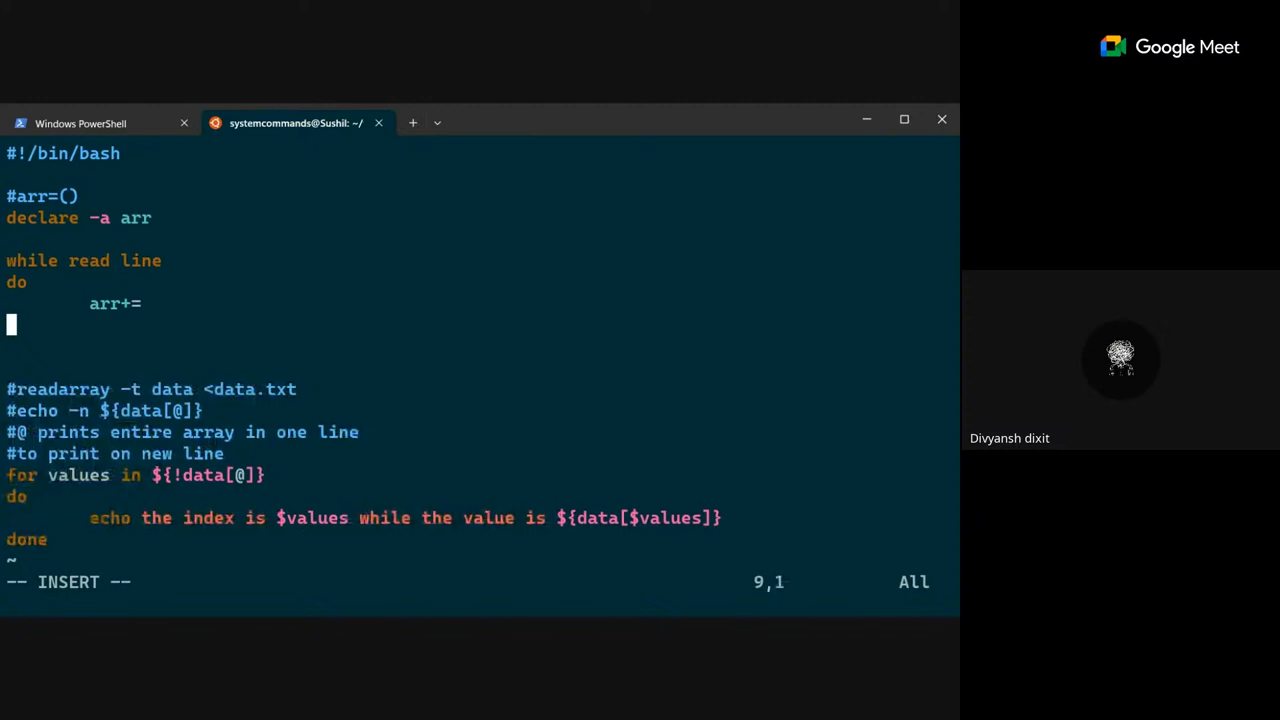 Google Meet
Windows PowerShell
systemcommands@Sushil: ~/
#!/bin/bash
#arr=()
declare -a arr
while read line
do
arr+=
#readarray -t data <data.txt
#echo -n ${data[@]}
#@ prints entire array in one line
#to print on new line
for values in ${!data[@]}
do
echo the index is $values while the value is ${data[$values]}
done
~
-- INSERT -- 9,1 All
Divyansh dixit